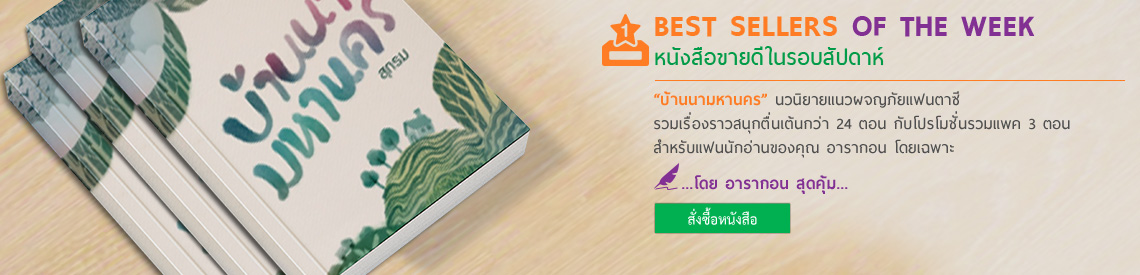 บ้านนา
มหานคร
สุกรม
1
BEST SELLERS OF THE WEEK
หนังสือขายดีในรอบสัปดาห์
“บ้านนามหานคร” นวนิยายแนวผจญภัยแฟนตาซี
รวมเรื่องราวสนุกตื่นเต้นกว่า 24 ตอน กับโปรโมชั่นรวมแพค 3 ตอน
สำหรับแฟนนักอ่านของคุณ อารากอน โดยเฉพาะ
...โดย อารากอน สุดคุ้ม...
สั่งซื้อหนังสือ